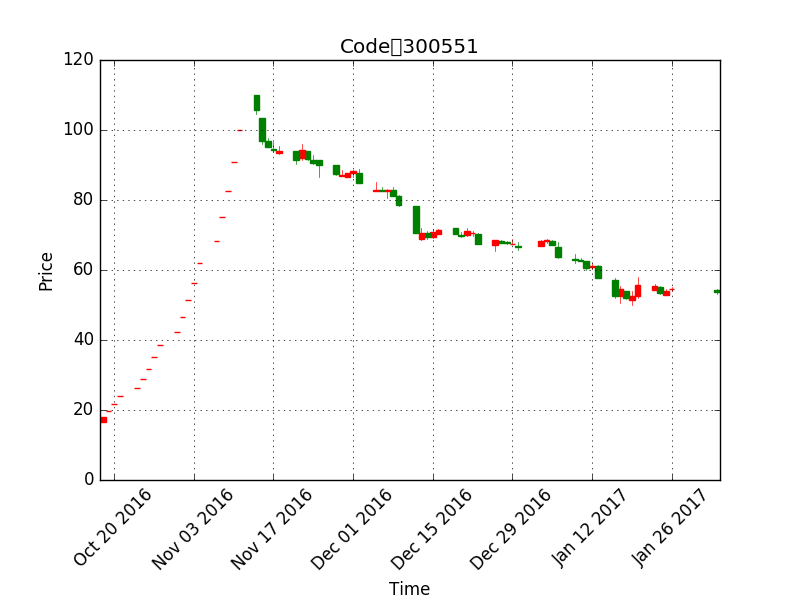 Code▯300551
120
100
80
60
40
20
0
Price
Oct 20 2016
Nov 03 2016
Nov 17 2016
Dec 01 2016
Dec 15 2016
Dec 29 2016
Jan 12 2017
Jan 26 2017
Time